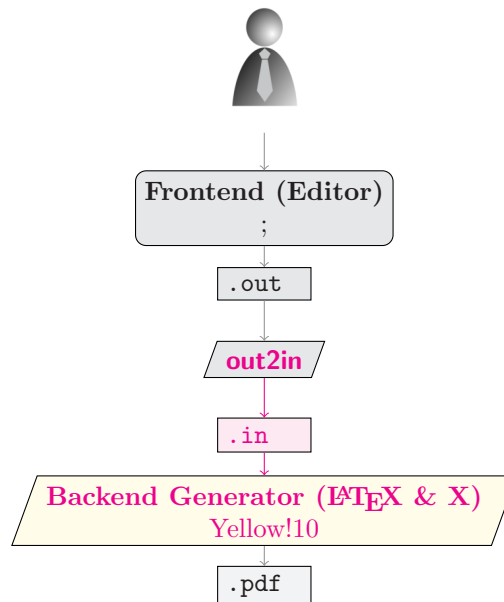 Frontend (Editor)
;
.out
out2in
.in
Backend Generator (LATEX & X)
Yellow!10
.pdf